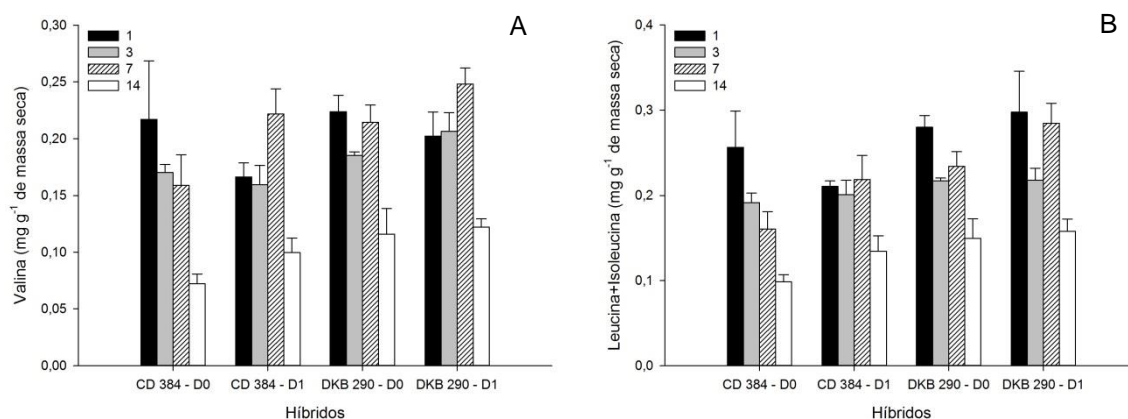 A
Valina (mg g⁻¹ de massa seca)
0,30
0,25
0,20
0,15
0,10
0,05
0,00
1
3
7
14
CD 384 - D0 CD 384 - D1 DKB 290 - D0 DKB 290 - D1
Híbridos
B
Leucina+Isoleucina (mg g⁻¹ de massa seca)
0,4
0,3
0,2
0,1
0,0
1
3
7
14
CD 384 - D0 CD 384 - D1 DKB 290 - D0 DKB 290 - D1
Híbridos